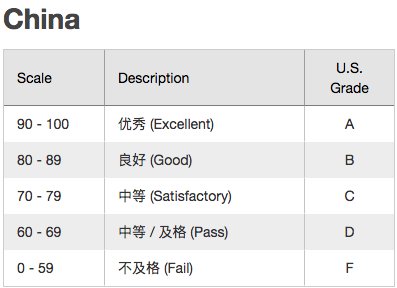 China
Scale Description U.S. Grade
90 - 100 优秀 (Excellent) A
80 - 89 良好 (Good) B
70 - 79 中等 (Satisfactory) C
60 - 69 中等 / 及格 (Pass) D
0 - 59 不及格 (Fail) F